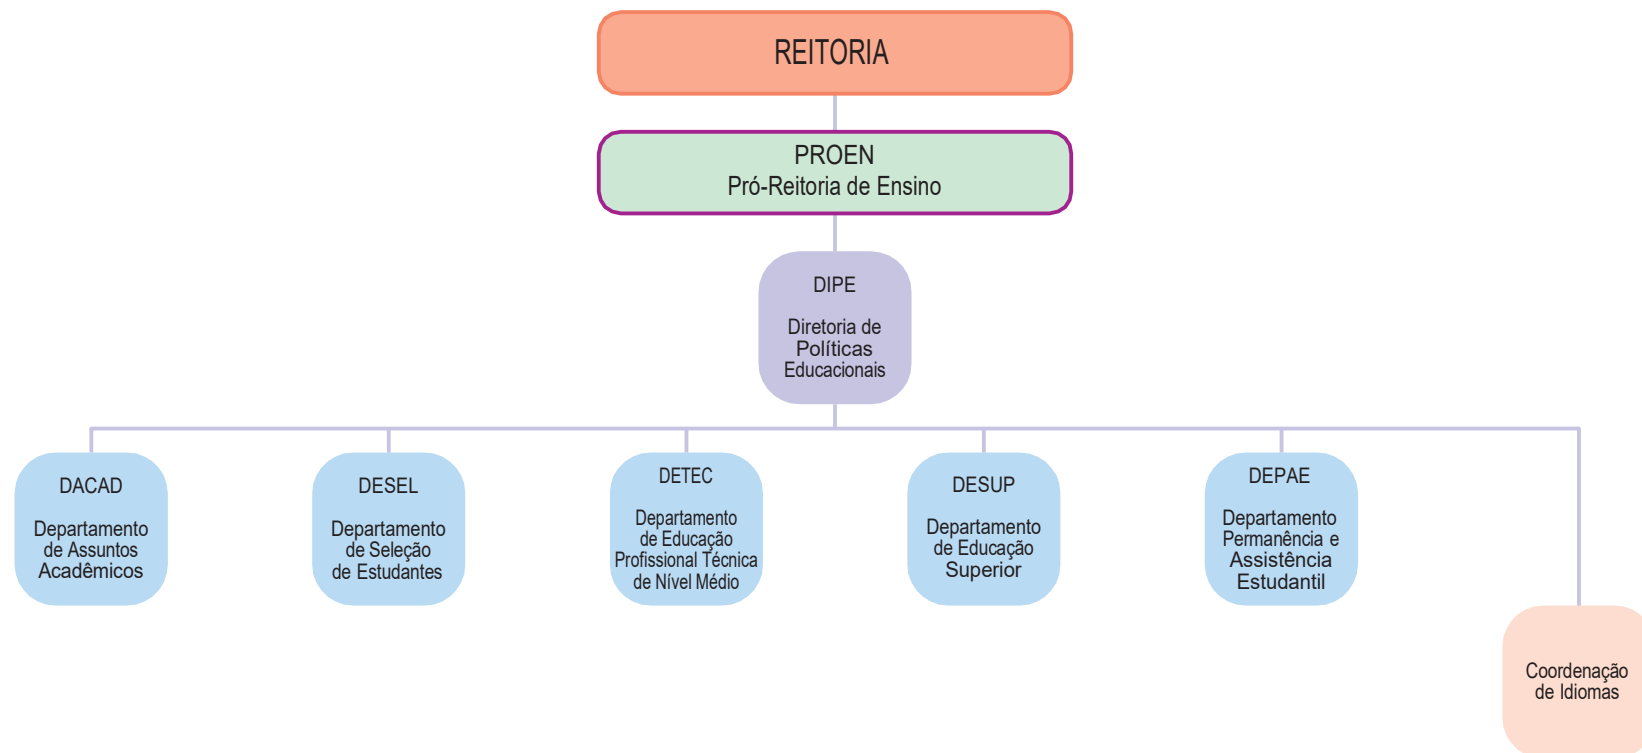 REITORIA
PROEN
Pró-Reitoria de Ensino
DIPE
Diretoria de
Políticas
Educacionais
DACAD
Departamento
de Assuntos
Acadêmicos
DESEL
Departamento
de Seleção
de Estudantes
DETEC
Departamento
de Educação
Profissional Técnica
de Nível Médio
DESUP
Departamento
de Educação
Superior
DEPAE
Departamento
Permanência e
Assistência
Estudantil
Coordenação
de Idiomas